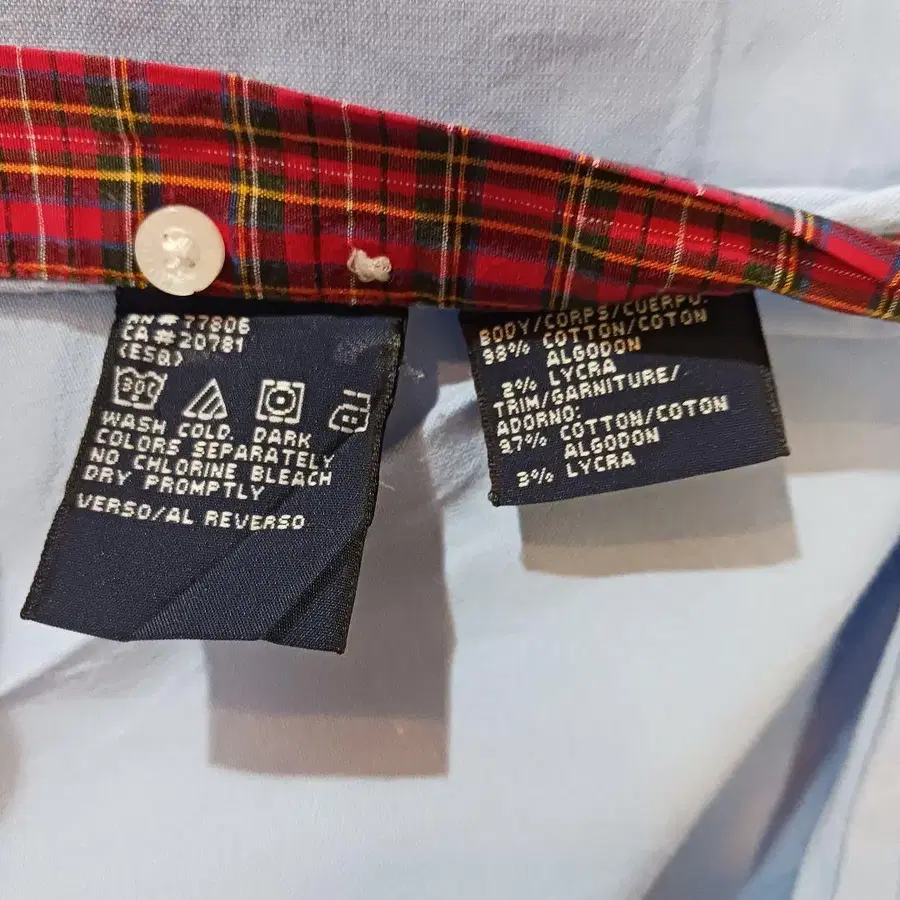 RN# 77806
CA# 20781
(ESQ)
30C
WASH COLD. DARK
COLORS SEPARATELY
NO CHLORINE BLEACH
DRY PROMPTLY
VERSO/AL REVERSO
BODY/CORPS/CUERPO:
98% COTTON/COTON
ALGODON
2% LYCRA
TRIM/GARNITURE/
ADORNO:
97% COTTON/COTON
ALGODON
3% LYCRA